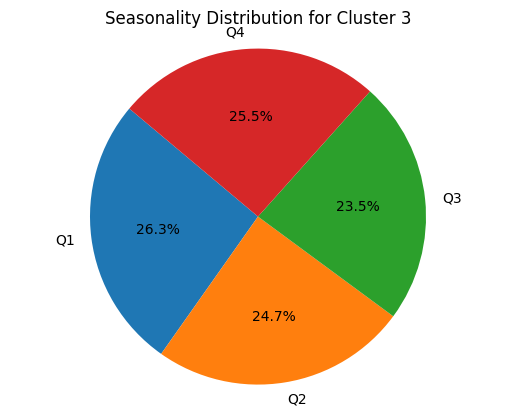 Seasonality Distribution for Cluster 3
Q4
25.5%
Q3
23.5%
26.3%
Q1
24.7%
Q2